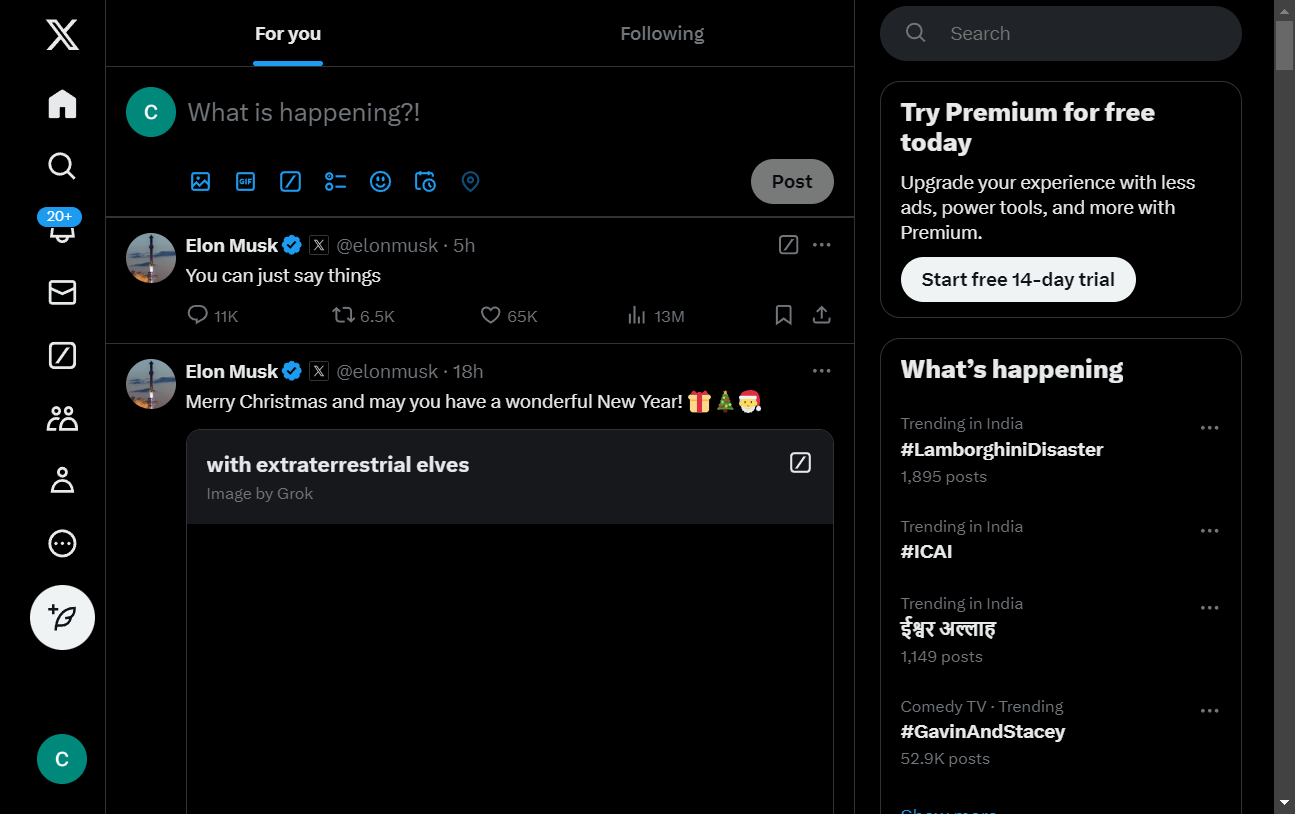 For you
Following
C
What is happening?!
GIF
Post
20+
Elon Musk @elonmusk · 5h
You can just say things
11K 6.5K 65K 13M
Elon Musk @elonmusk · 18h
Merry Christmas and may you have a wonderful New Year! 🎁🎄🎅
with extraterrestrial elves
Image by Grok
C
Search
Try Premium for free
today
Upgrade your experience with less
ads, power tools, and more with
Premium.
Start free 14-day trial
What’s happening
Trending in India
#LamborghiniDisaster
1,895 posts
Trending in India
#ICAI
Trending in India
ईश्वर अल्लाह
1,149 posts
Comedy TV · Trending
#GavinAndStacey
52.9K posts
Show more